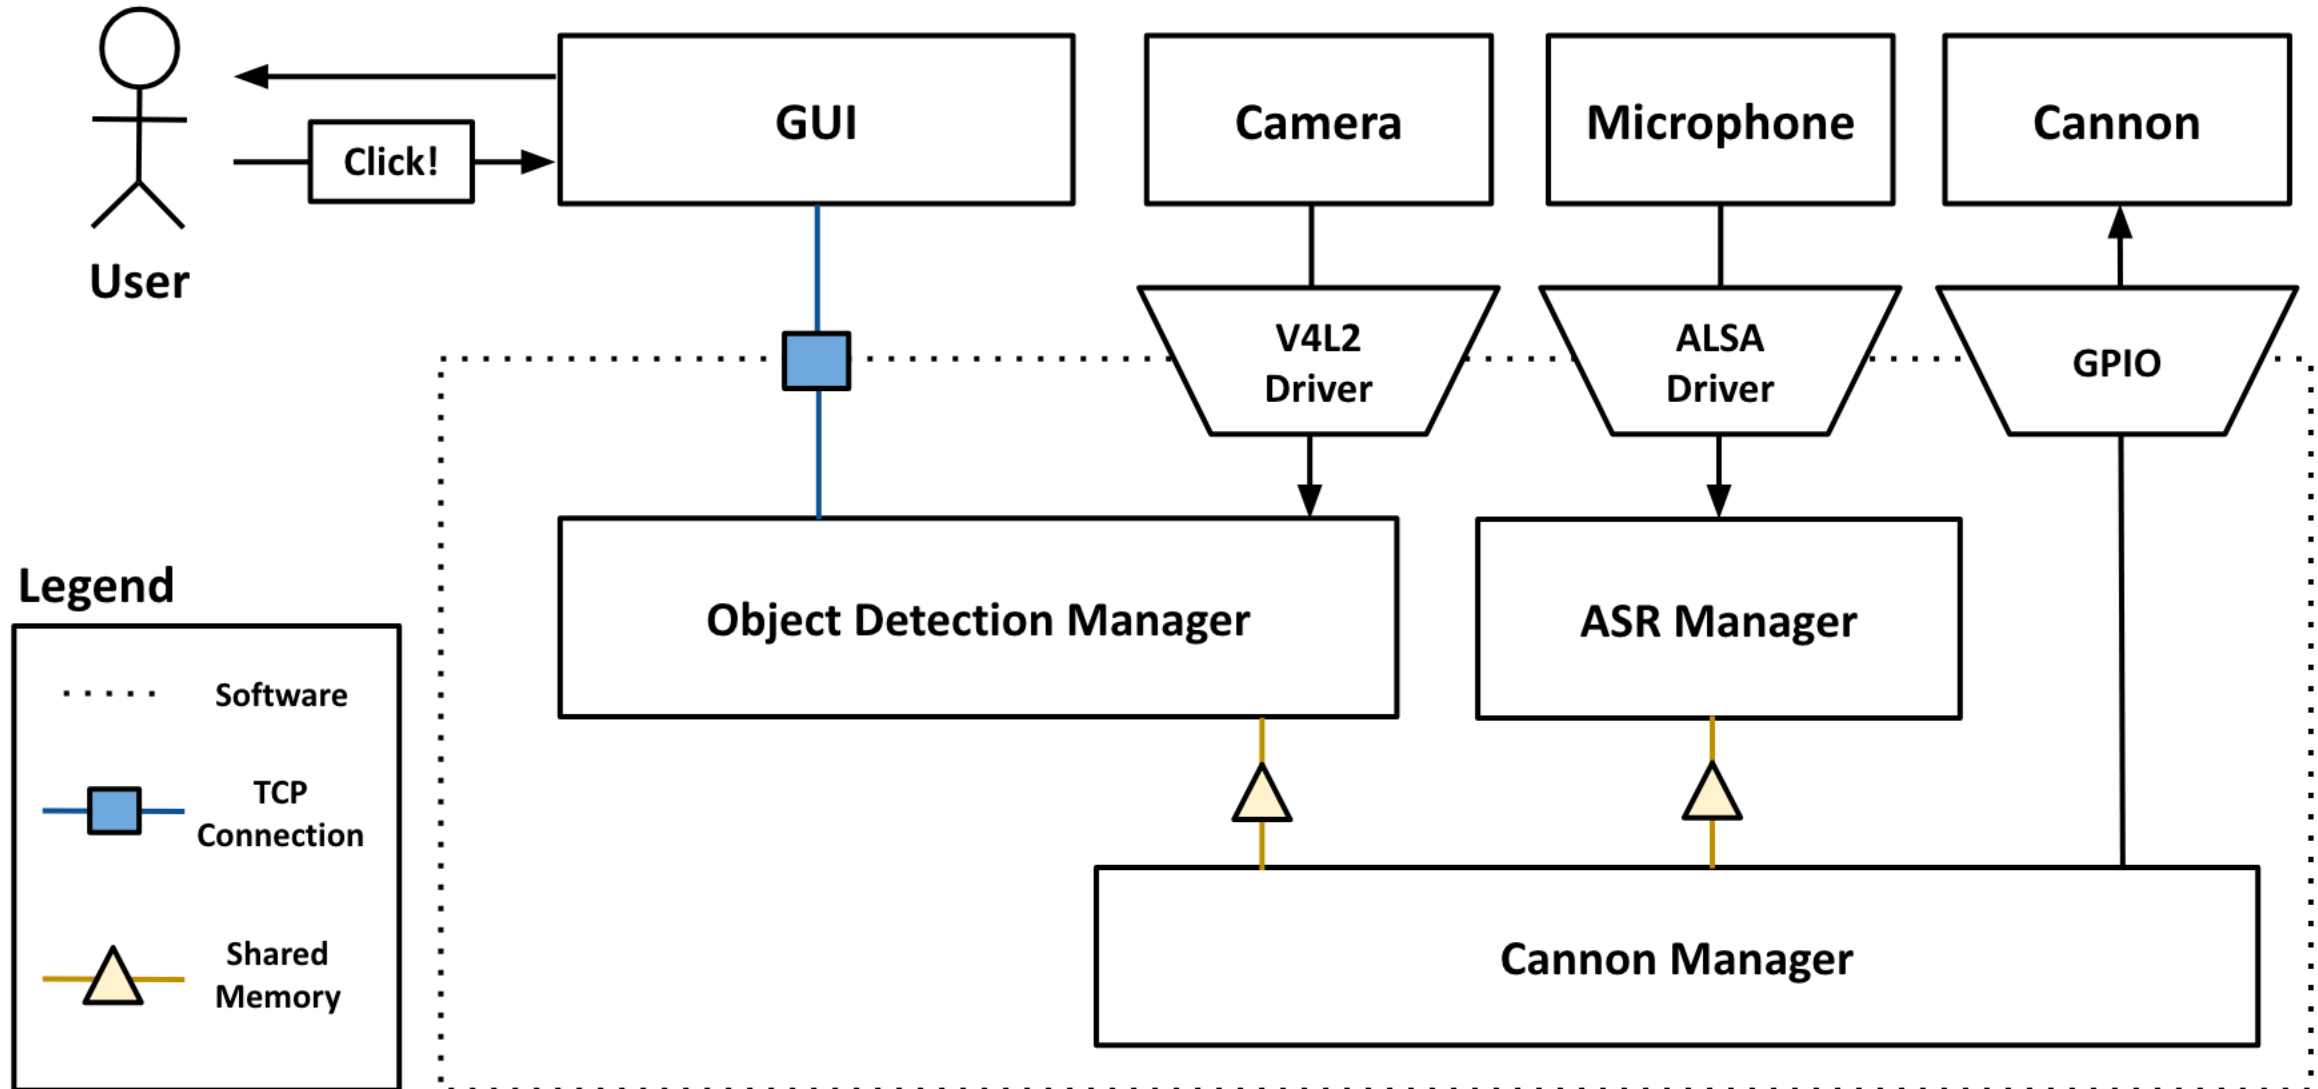 GUI
Camera
Microphone
Cannon
Click!
User
V4L2
Driver
ALSA
Driver
GPIO
Object Detection Manager
ASR Manager
Legend
Software
TCP
Connection
Shared
Memory
Cannon Manager